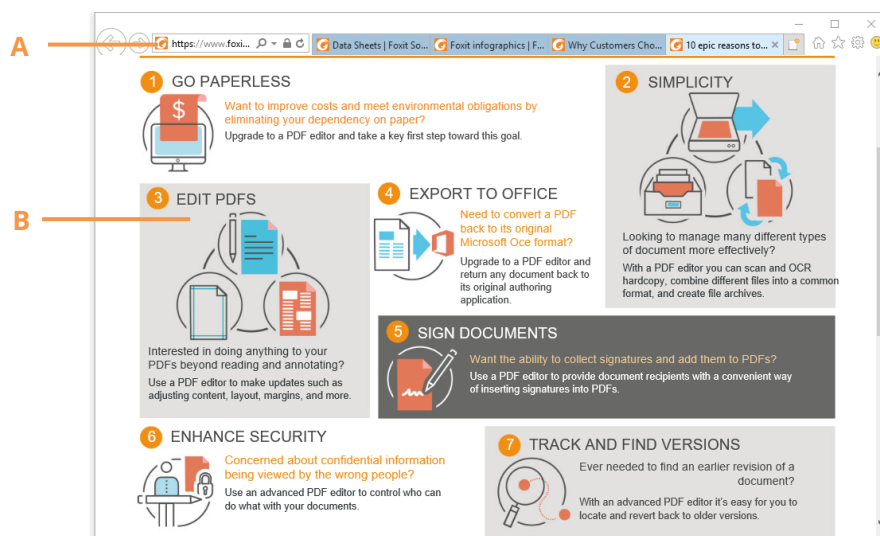 A
https://www.foxi...
Data Sheets | Foxit So...
Foxit infographics | F...
Why Customers Cho...
10 epic reasons to...
1 GO PAPERLESS
$
Want to improve costs and meet environmental obligations by
eliminating your dependency on paper?
Upgrade to a PDF editor and take a key first step toward this goal.
2 SIMPLICITY
Looking to manage many different types
of document more effectively?
With a PDF editor you can scan and OCR
hardcopy, combine different files into a common
format, and create file archives.
B
3 EDIT PDFS
Interested in doing anything to your
PDFs beyond reading and annotating?
Use a PDF editor to make updates such as
adjusting content, layout, margins, and more.
4 EXPORT TO OFFICE
Need to convert a PDF
back to its original
Microsoft Oce format?
Upgrade to a PDF editor and
return any document back to
its original authoring
application.
5 SIGN DOCUMENTS
Want the ability to collect signatures and add them to PDFs?
Use a PDF editor to provide document recipients with a convenient way
of inserting signatures into PDFs.
6 ENHANCE SECURITY
Concerned about confidential information
being viewed by the wrong people?
Use an advanced PDF editor to control who can
do what with your documents.
7 TRACK AND FIND VERSIONS
Ever needed to find an earlier revision of a
document?
With an advanced PDF editor it's easy for you to
locate and revert back to older versions.